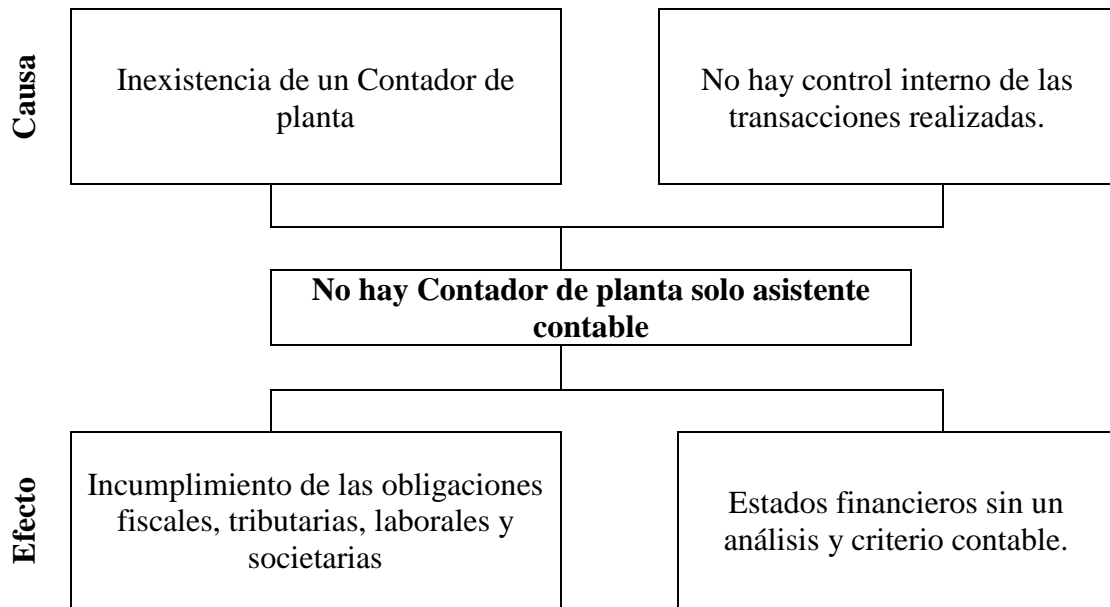 Causa
Inexistencia de un Contador de
planta
No hay control interno de las
transacciones realizadas.
No hay Contador de planta solo asistente
contable
Efecto
Incumplimiento de las obligaciones
fiscales, tributarias, laborales y
societarias
Estados financieros sin un
análisis y criterio contable.